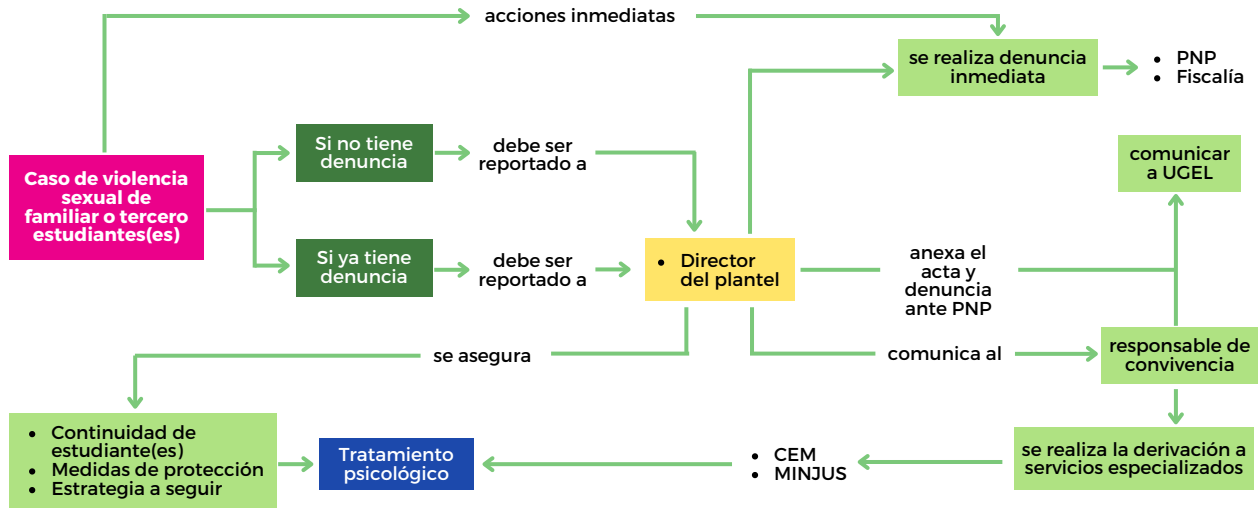 acciones inmediatas
se realiza denuncia
inmediata
• PNP
• Fiscalía
Caso de violencia
sexual de
familiar o tercero
estudiantes(es)
Si no tiene
denuncia
debe ser
reportado a
comunicar
a UGEL
Si ya tiene
denuncia
debe ser
reportado a
• Director
del plantel
anexa el
acta y
denuncia
ante PNP
se asegura
comunica al
responsable de
convivencia
• Continuidad de
estudiante(es)
• Medidas de protección
• Estrategia a seguir
Tratamiento
psicológico
• CEM
• MINJUS
se realiza la derivación a
servicios especializados